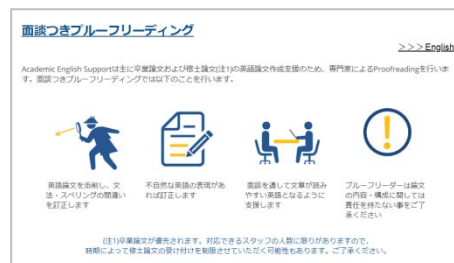 面談つきプルーフリーディング
>>>English
Academic English Supportは主に卒業論文および修士論文(注1)の英語論文作成支援のため、専門家によるProofreadingを行いま
す。面談つきプルーフリーディングでは以下のことを行います。
英語論文を添削し、文
法・スペリングの間違い
を訂正します
不自然な英語の表現があ
れば訂正します
面談を通して文章が読み
やすい英語となるように
支援します
プルーフリーダーは論文
の内容・構成に関しては
責任を持たない事をご了
承ください
(注1)卒業論文が優先されます。対応できるスタッフの人数に限りがありますので、
時期によって修士論文の受け付けを制限させていただく可能性もあります。ご了承ください。